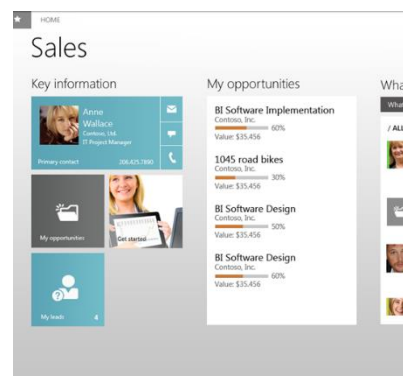 HOME
Sales
Key information
Anne
Wallace
Contoso, Ltd.
IT Project Manager
Primary contact
206.425.7890
My opportunities
Get started
My leads
4
My opportunities
BI Software Implementation
Contoso, Inc.
60%
Value: $35,456
1045 road bikes
Contoso, Inc.
30%
Value: $35,456
BI Software Design
Contoso, Inc.
50%
Value: $35,456
BI Software Design
Contoso, Inc.
60%
Value: $35,456
Wha
What
/ ALL